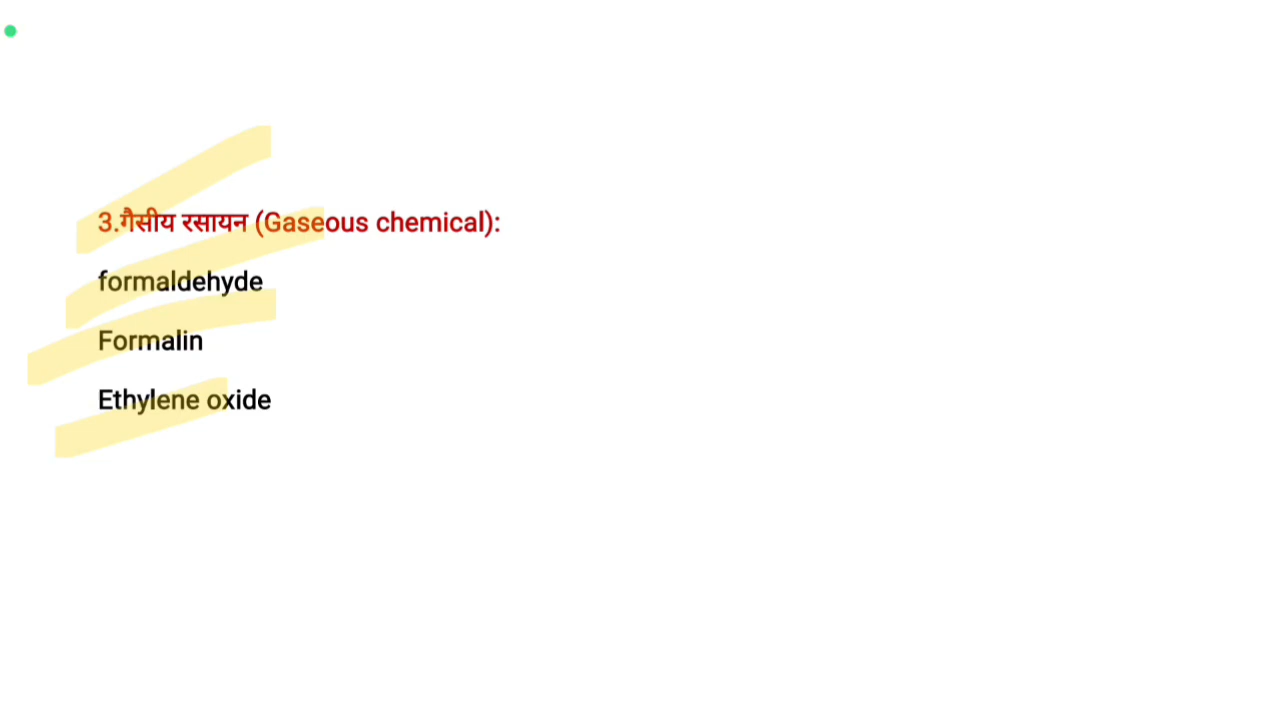 3.गैसीय रसायन (Gaseous chemical):
formaldehyde
Formalin
Ethylene oxide